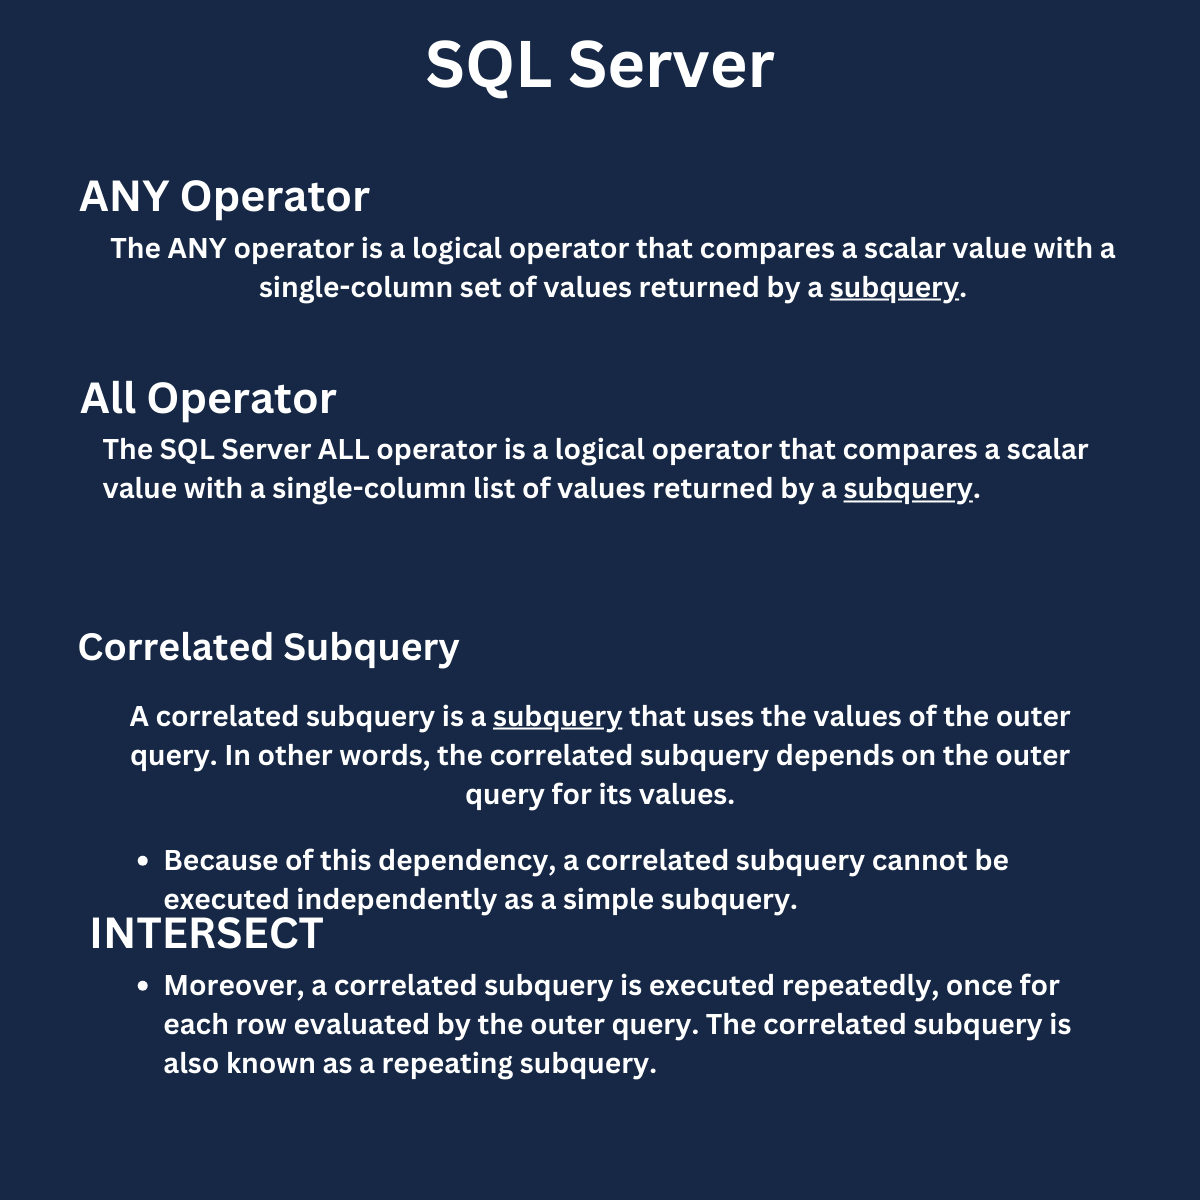 SQL Server
ANY Operator
The ANY operator is a logical operator that compares a scalar value with a
single-column set of values returned by a subquery.
All Operator
The SQL Server ALL operator is a logical operator that compares a scalar
value with a single-column list of values returned by a subquery.
Correlated Subquery
A correlated subquery is a subquery that uses the values of the outer
query. In other words, the correlated subquery depends on the outer
query for its values.
• Because of this dependency, a correlated subquery cannot be
executed independently as a simple subquery.
INTERSECT
• Moreover, a correlated subquery is executed repeatedly, once for
each row evaluated by the outer query. The correlated subquery is
also known as a repeating subquery.